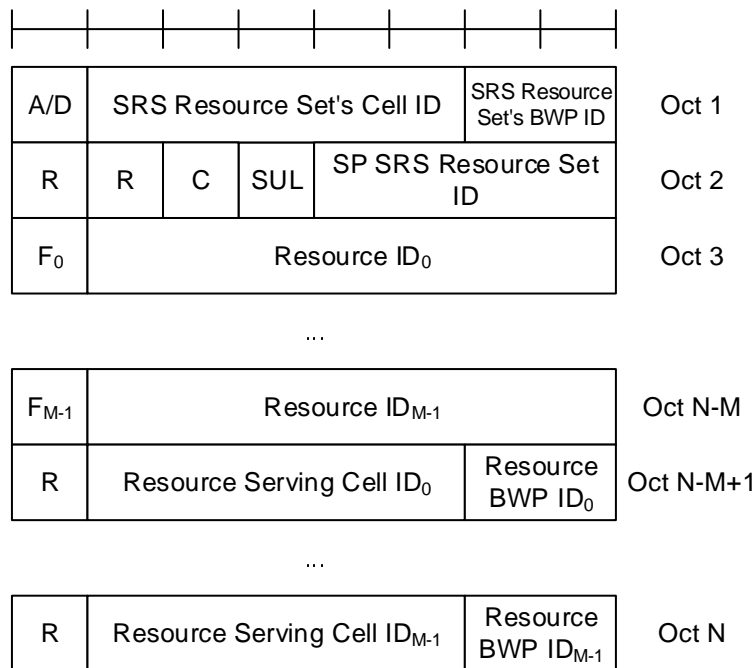 A/D SRS Resource Set's Cell ID SRS Resource Set's BWP ID Oct 1
R R C SUL SP SRS Resource Set ID Oct 2
F0 Resource ID0 Oct 3
...
FM-1 Resource IDM-1 Oct N-M
R Resource Serving Cell ID0 Resource BWP ID0 Oct N-M+1
...
R Resource Serving Cell IDM-1 Resource BWP IDM-1 Oct N